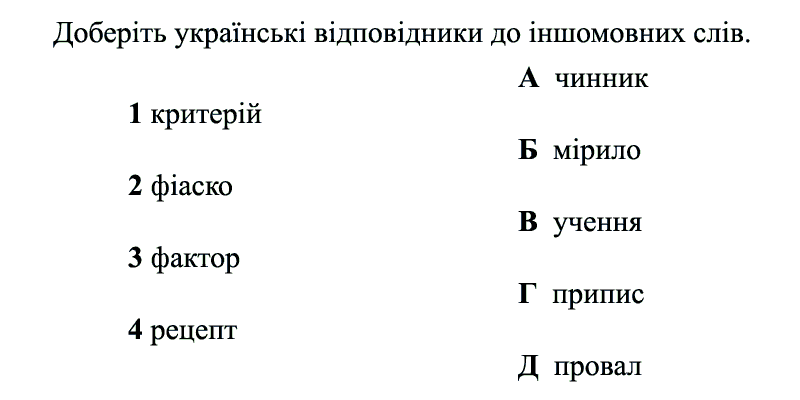 Доберіть українські відповідники до іншомовних слів.
А чинник
1 критерій
Б мірило
2 фіаско
В учення
3 фактор
Г припис
4 рецепт
Д провал